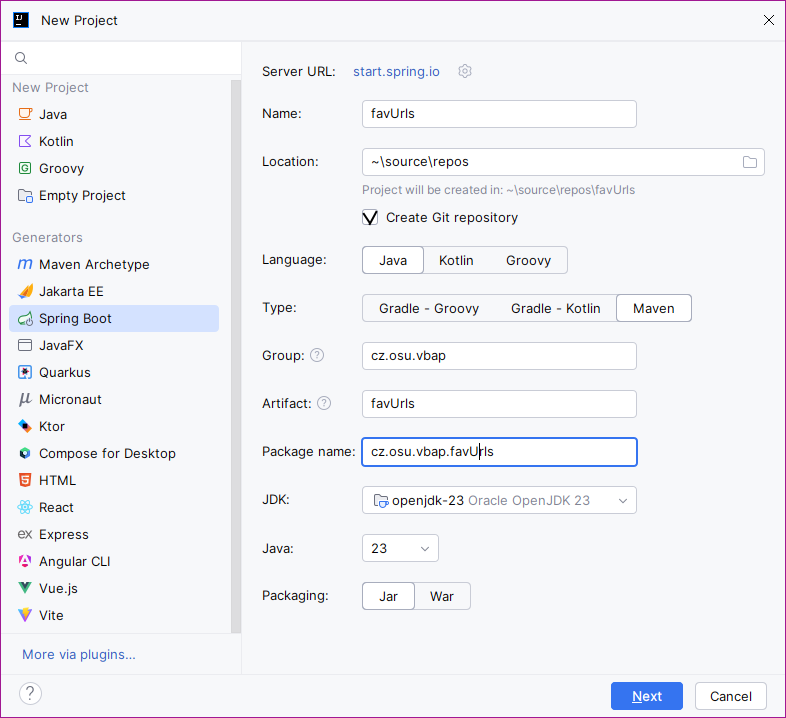 New Project
New Project
Java
Kotlin
Groovy
Empty Project
Generators
Maven Archetype
Jakarta EE
Spring Boot
JavaFX
Quarkus
Micronaut
Ktor
Compose for Desktop
HTML
React
Express
Angular CLI
Vue.js
Vite
More via plugins...
Server URL: start.spring.io
Name: favUrls
Location: ~\source\repos
Project will be created in: ~\source\repos\favUrls
Create Git repository
Language: Java Kotlin Groovy
Type: Gradle - Groovy Gradle - Kotlin Maven
Group: ? cz.osu.vbap
Artifact: ? favUrls
Package name: cz.osu.vbap.favUrls
JDK: openjdk-23 Oracle OpenJDK 23
Java: 23
Packaging: Jar War
? Next Cancel